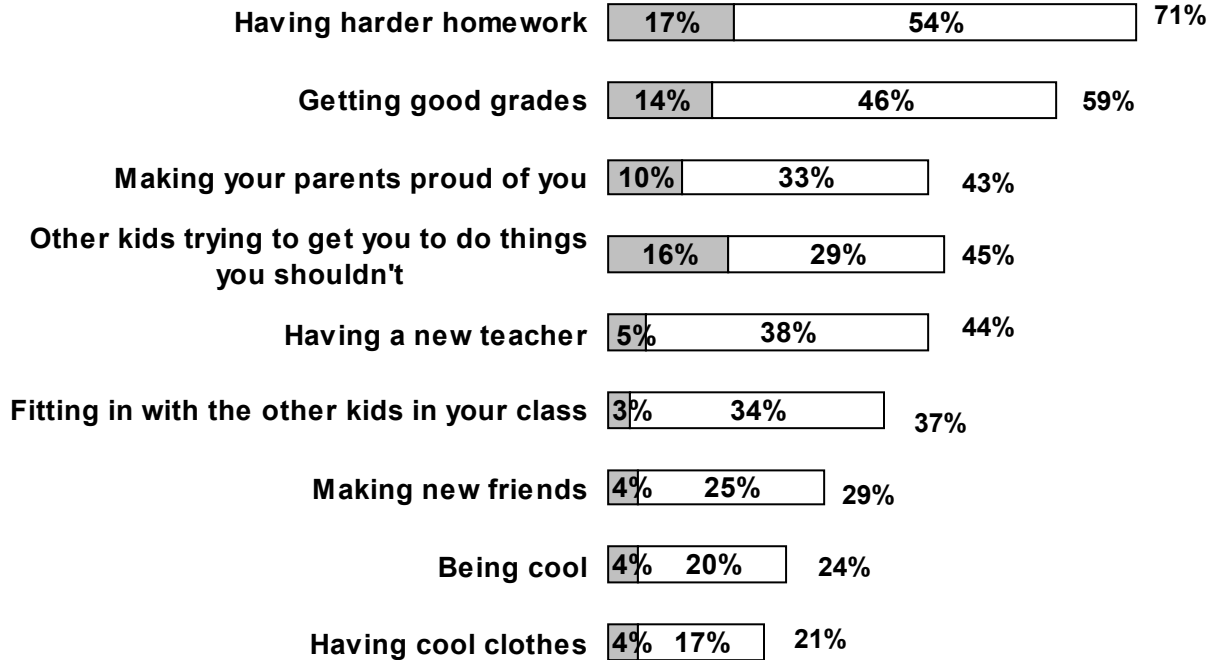 Having harder homework 17% 54% 71%
Getting good grades 14% 46% 59%
Making your parents proud of you 10% 33% 43%
Other kids trying to get you to do things
you shouldn't 16% 29% 45%
Having a new teacher 5% 38% 44%
Fitting in with the other kids in your class 3% 34% 37%
Making new friends 4% 25% 29%
Being cool 4% 20% 24%
Having cool clothes 4% 17% 21%